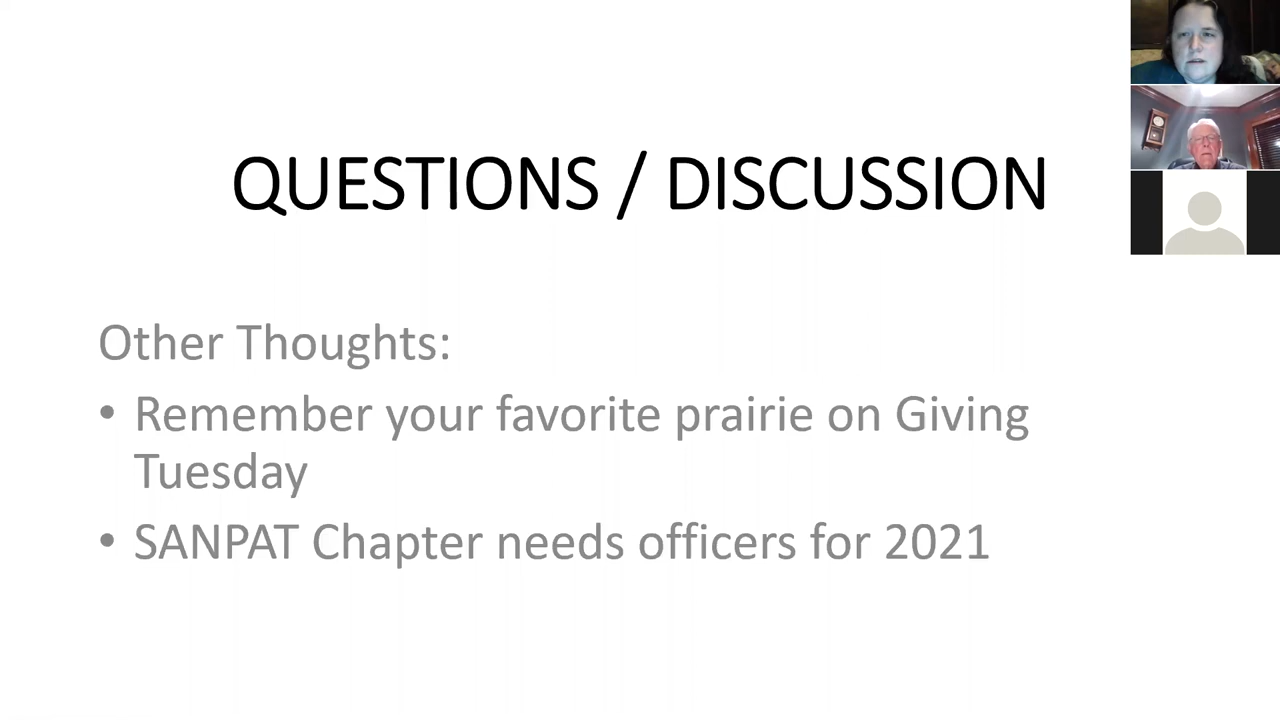 QUESTIONS / DISCUSSION
Other Thoughts:
• Remember your favorite prairie on Giving
Tuesday
• SANPAT Chapter needs officers for 2021